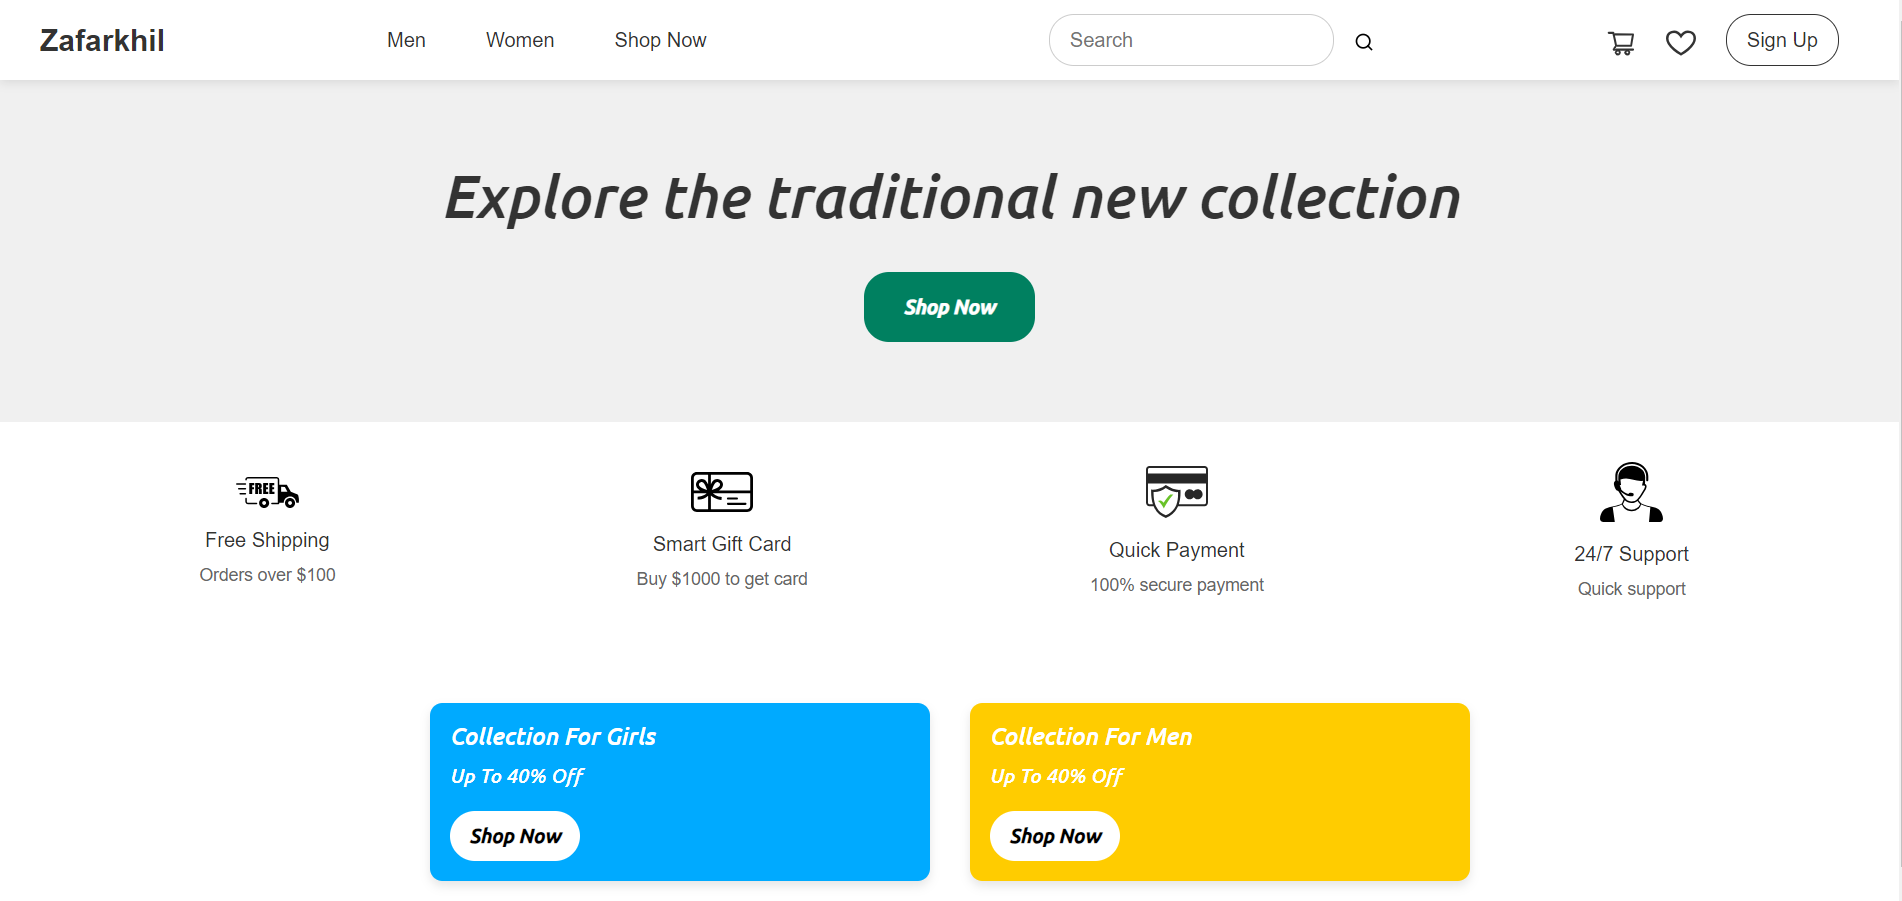 Zafarkhil
Men
Women
Shop Now
Search
Sign Up
Explore the traditional new collection
Shop Now
FREE
Free Shipping
Orders over $100
Smart Gift Card
Buy $1000 to get card
Quick Payment
100% secure payment
24/7 Support
Quick support
Collection For Girls
Up To 40% Off
Shop Now
Collection For Men
Up To 40% Off
Shop Now